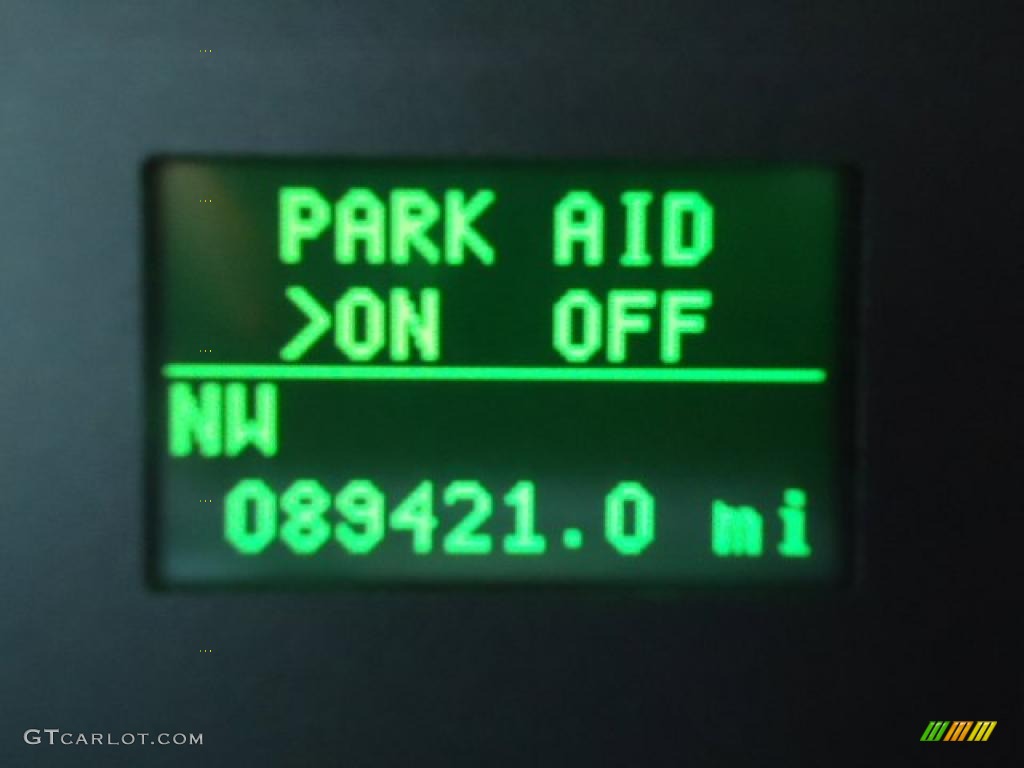 PARK AID
>ON OFF
NW
089421.0 mi
GTCARLOT.COM